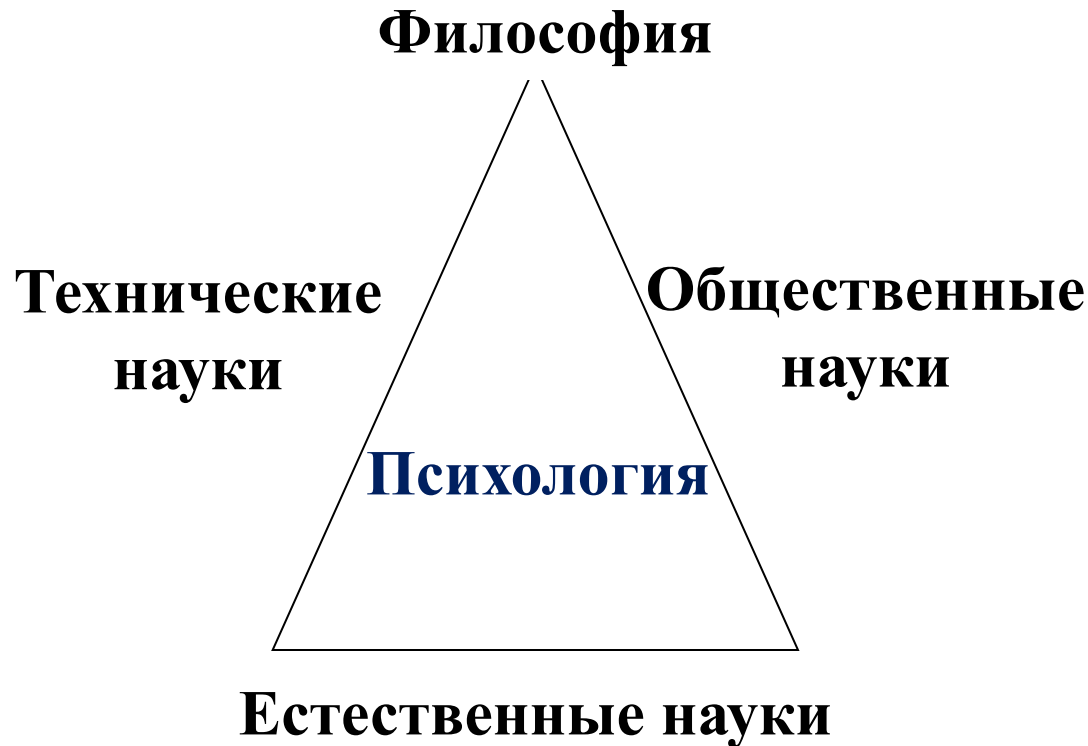 Философия
Технические
науки
Общественные
науки
Психология
Естественные науки